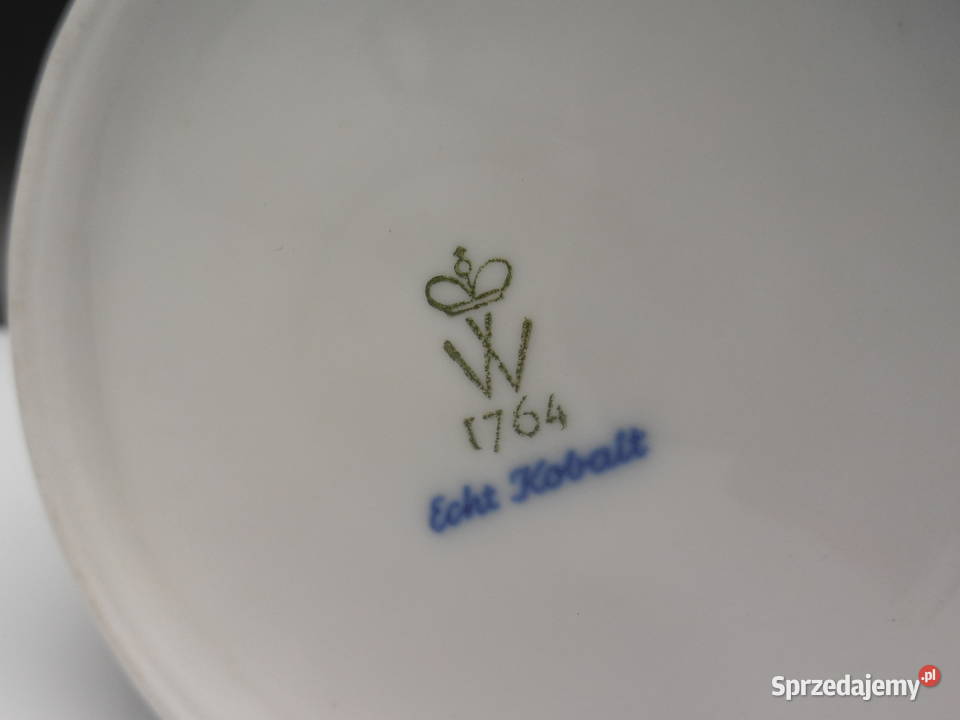 W
1764
Echt Kobalt
Sprzedajemy.pl